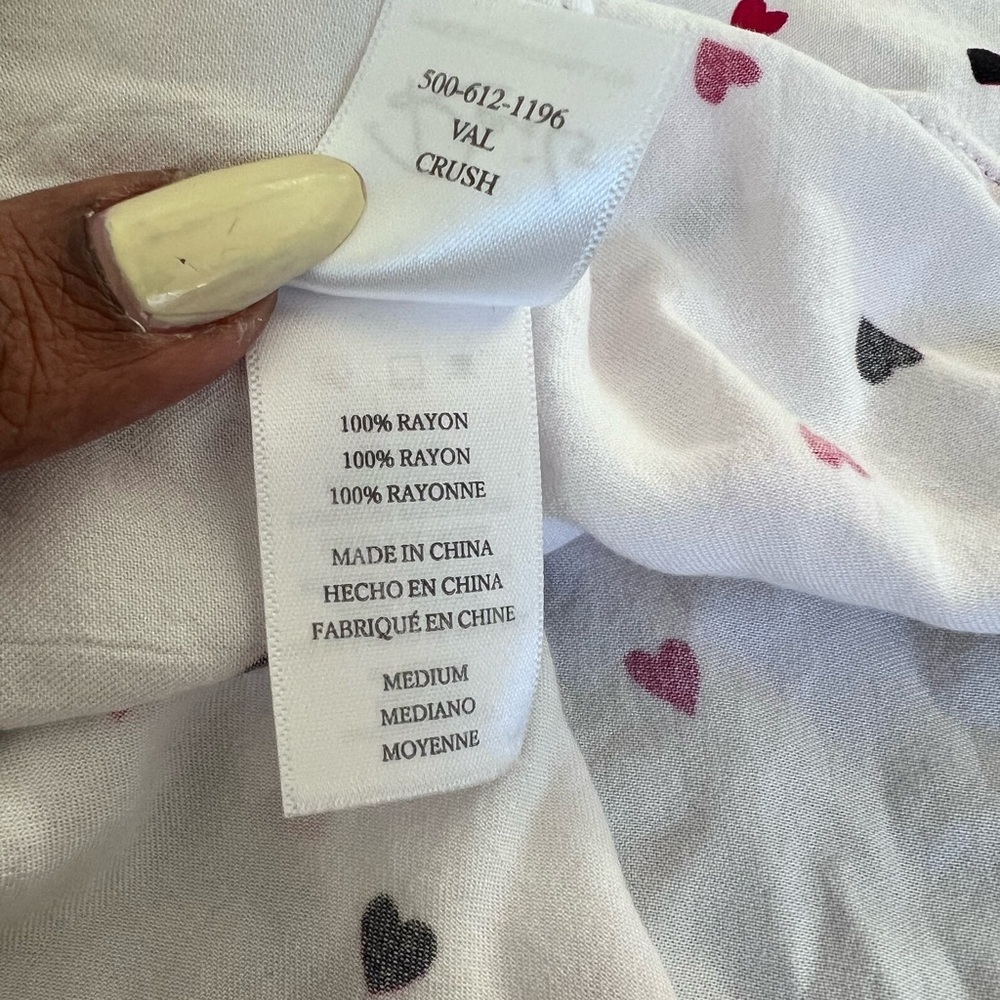 500-612-1196
VAL
CRUSH
100% RAYON
100% RAYON
100% RAYONNE
MADE IN CHINA
HECHO EN CHINA
FABRIQUÉ EN CHINE
MEDIUM
MEDIANO
MOYENNE